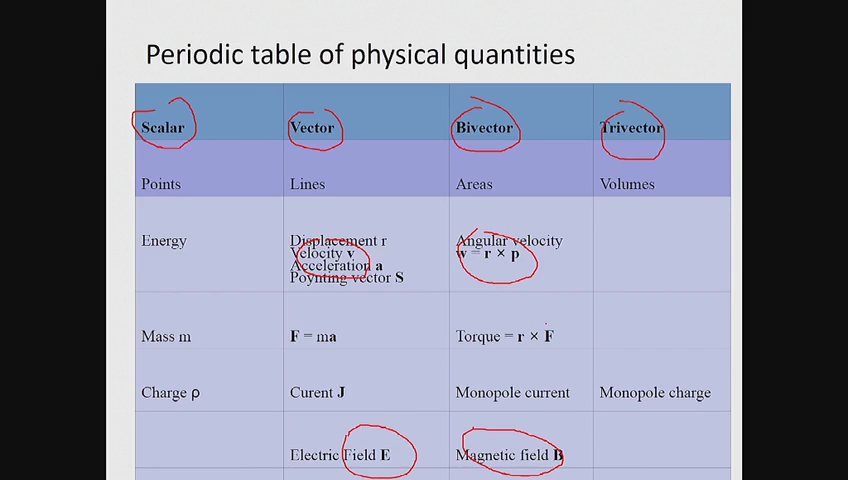 Periodic table of physical quantities
Scalar Vector Bivector Trivector
Points Lines Areas Volumes
Energy Displacement r Angular velocity
Velocity v w = r × p
Acceleration a
Poynting vector S
Mass m F = ma Torque = r × F
Charge ρ Curent J Monopole current Monopole charge
Electric Field E Magnetic field B